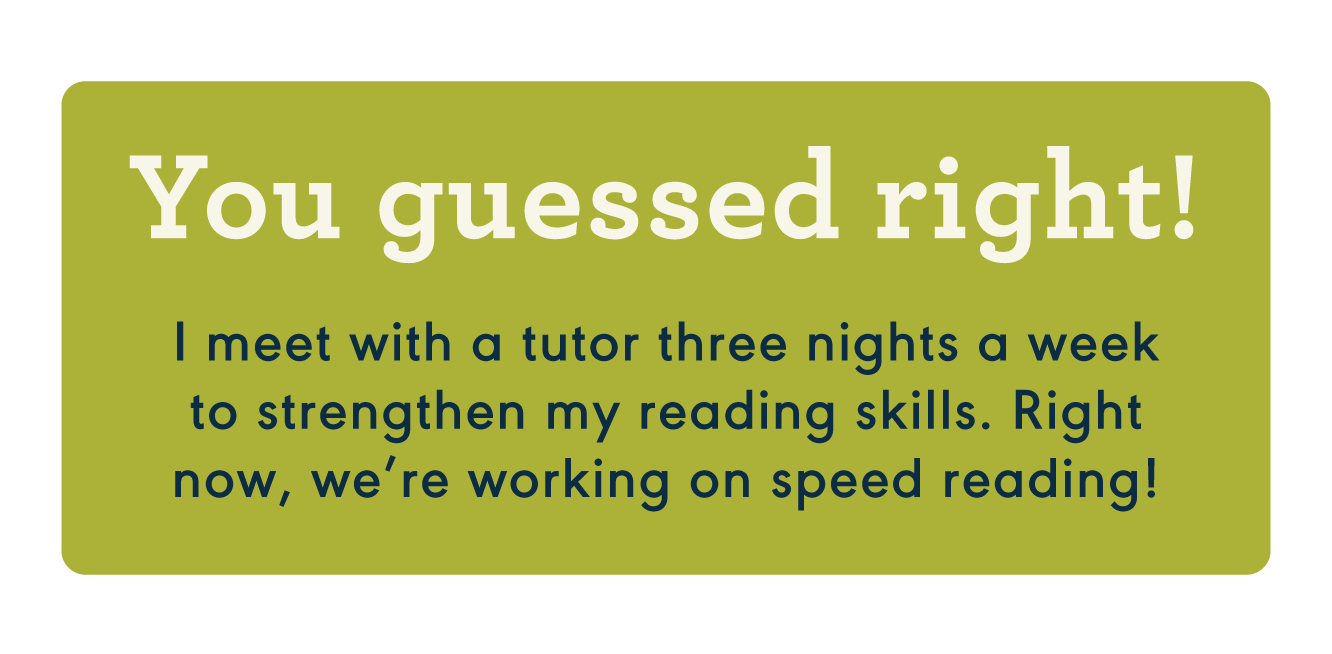 You guessed right!
I meet with a tutor three nights a week
to strengthen my reading skills. Right
now, we’re working on speed reading!